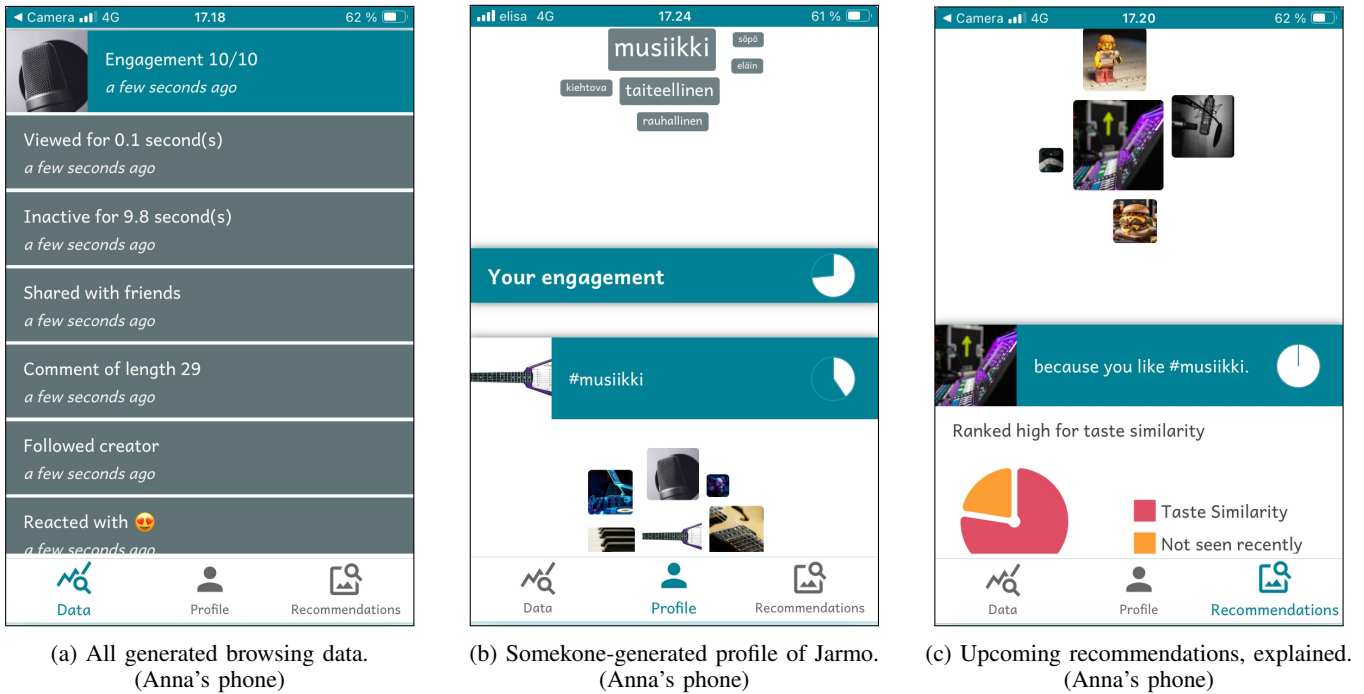 ◀ Camera 4G 17.18 62 %
Engagement 10/10
a few seconds ago
Viewed for 0.1 second(s)
a few seconds ago
Inactive for 9.8 second(s)
a few seconds ago
Shared with friends
a few seconds ago
Comment of length 29
a few seconds ago
Followed creator
a few seconds ago
Reacted with 😍
a few seconds ago
Data Profile Recommendations
(a) All generated browsing data.
(Anna's phone)
elisa 4G 17.24 61 %
musiikki
söpö
eläin
kiehtova
taiteellinen
rauhallinen
Your engagement
#musiikki
Data Profile Recommendations
(b) Somekone-generated profile of Jarmo.
(Anna's phone)
◀ Camera 4G 17.20 62 %
because you like #musiikki.
Ranked high for taste similarity
Taste Similarity
Not seen recently
Data Profile Recommendations
(c) Upcoming recommendations, explained.
(Anna's phone)